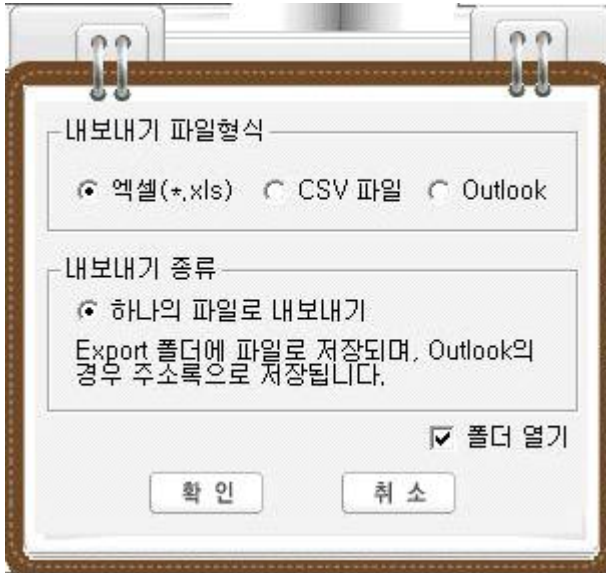 내보내기 파일형식
엑셀(*.xls) CSV 파일 Outlook
내보내기 종류
하나의 파일로 내보내기
Export 폴더에 파일로 저장되며, Outlook의
경우 주소록으로 저장됩니다.
폴더 열기
확 인 취 소